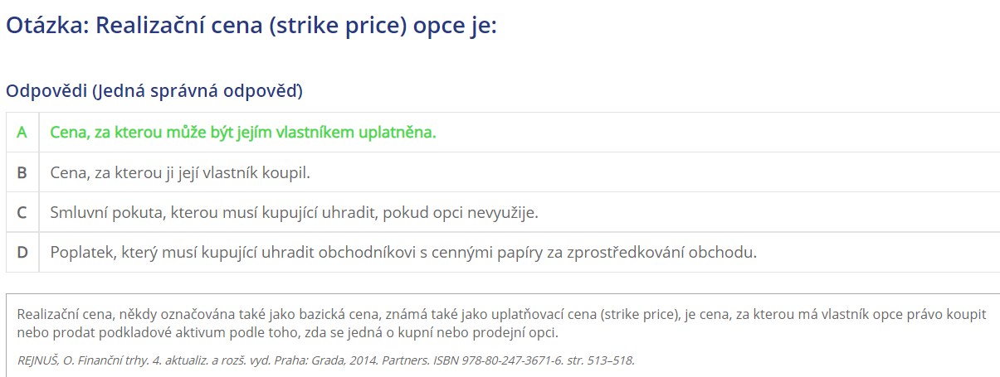 Otázka: Realizační cena (strike price) opce je:
Odpovědi (Jedná správná odpověď)
A Cena, za kterou může být jejím vlastníkem uplatněna.
B Cena, za kterou ji její vlastník koupil.
C Smluvní pokuta, kterou musí kupující uhradit, pokud opci nevyužije.
D Poplatek, který musí kupující uhradit obchodníkovi s cennými papíry za zprostředkování obchodu.
Realizační cena, někdy označována také jako bazická cena, známá také jako uplatňovací cena (strike price), je cena, za kterou má vlastník opce právo koupit
nebo prodat podkladové aktivum podle toho, zda se jedná o kupní nebo prodejní opci.
REJNUŠ, O. Finanční trhy. 4. aktualiz. a rozš. vyd. Praha: Grada, 2014. Partners. ISBN 978-80-247-3671-6. str. 513–518.